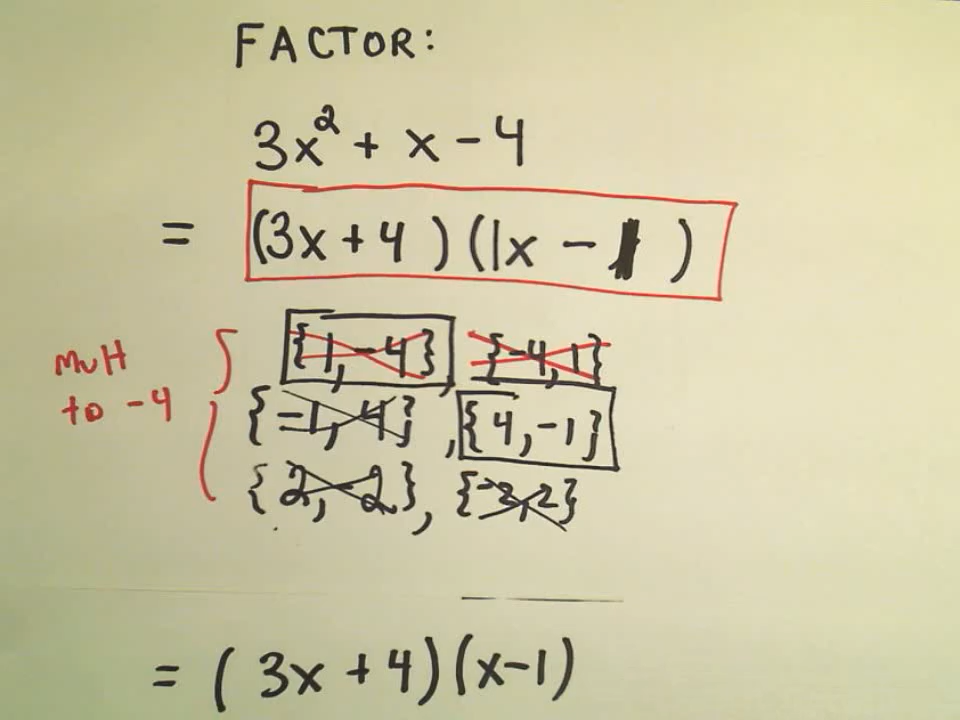 FACTOR:
3x² + x - 4
= (3x + 4)(1x - 1)
mult
to -4
{1, -4}, {-4, 1}
{-1, 4}, {4, -1}
{2, -2}, {-2, 2}
= (3x + 4)(x - 1)